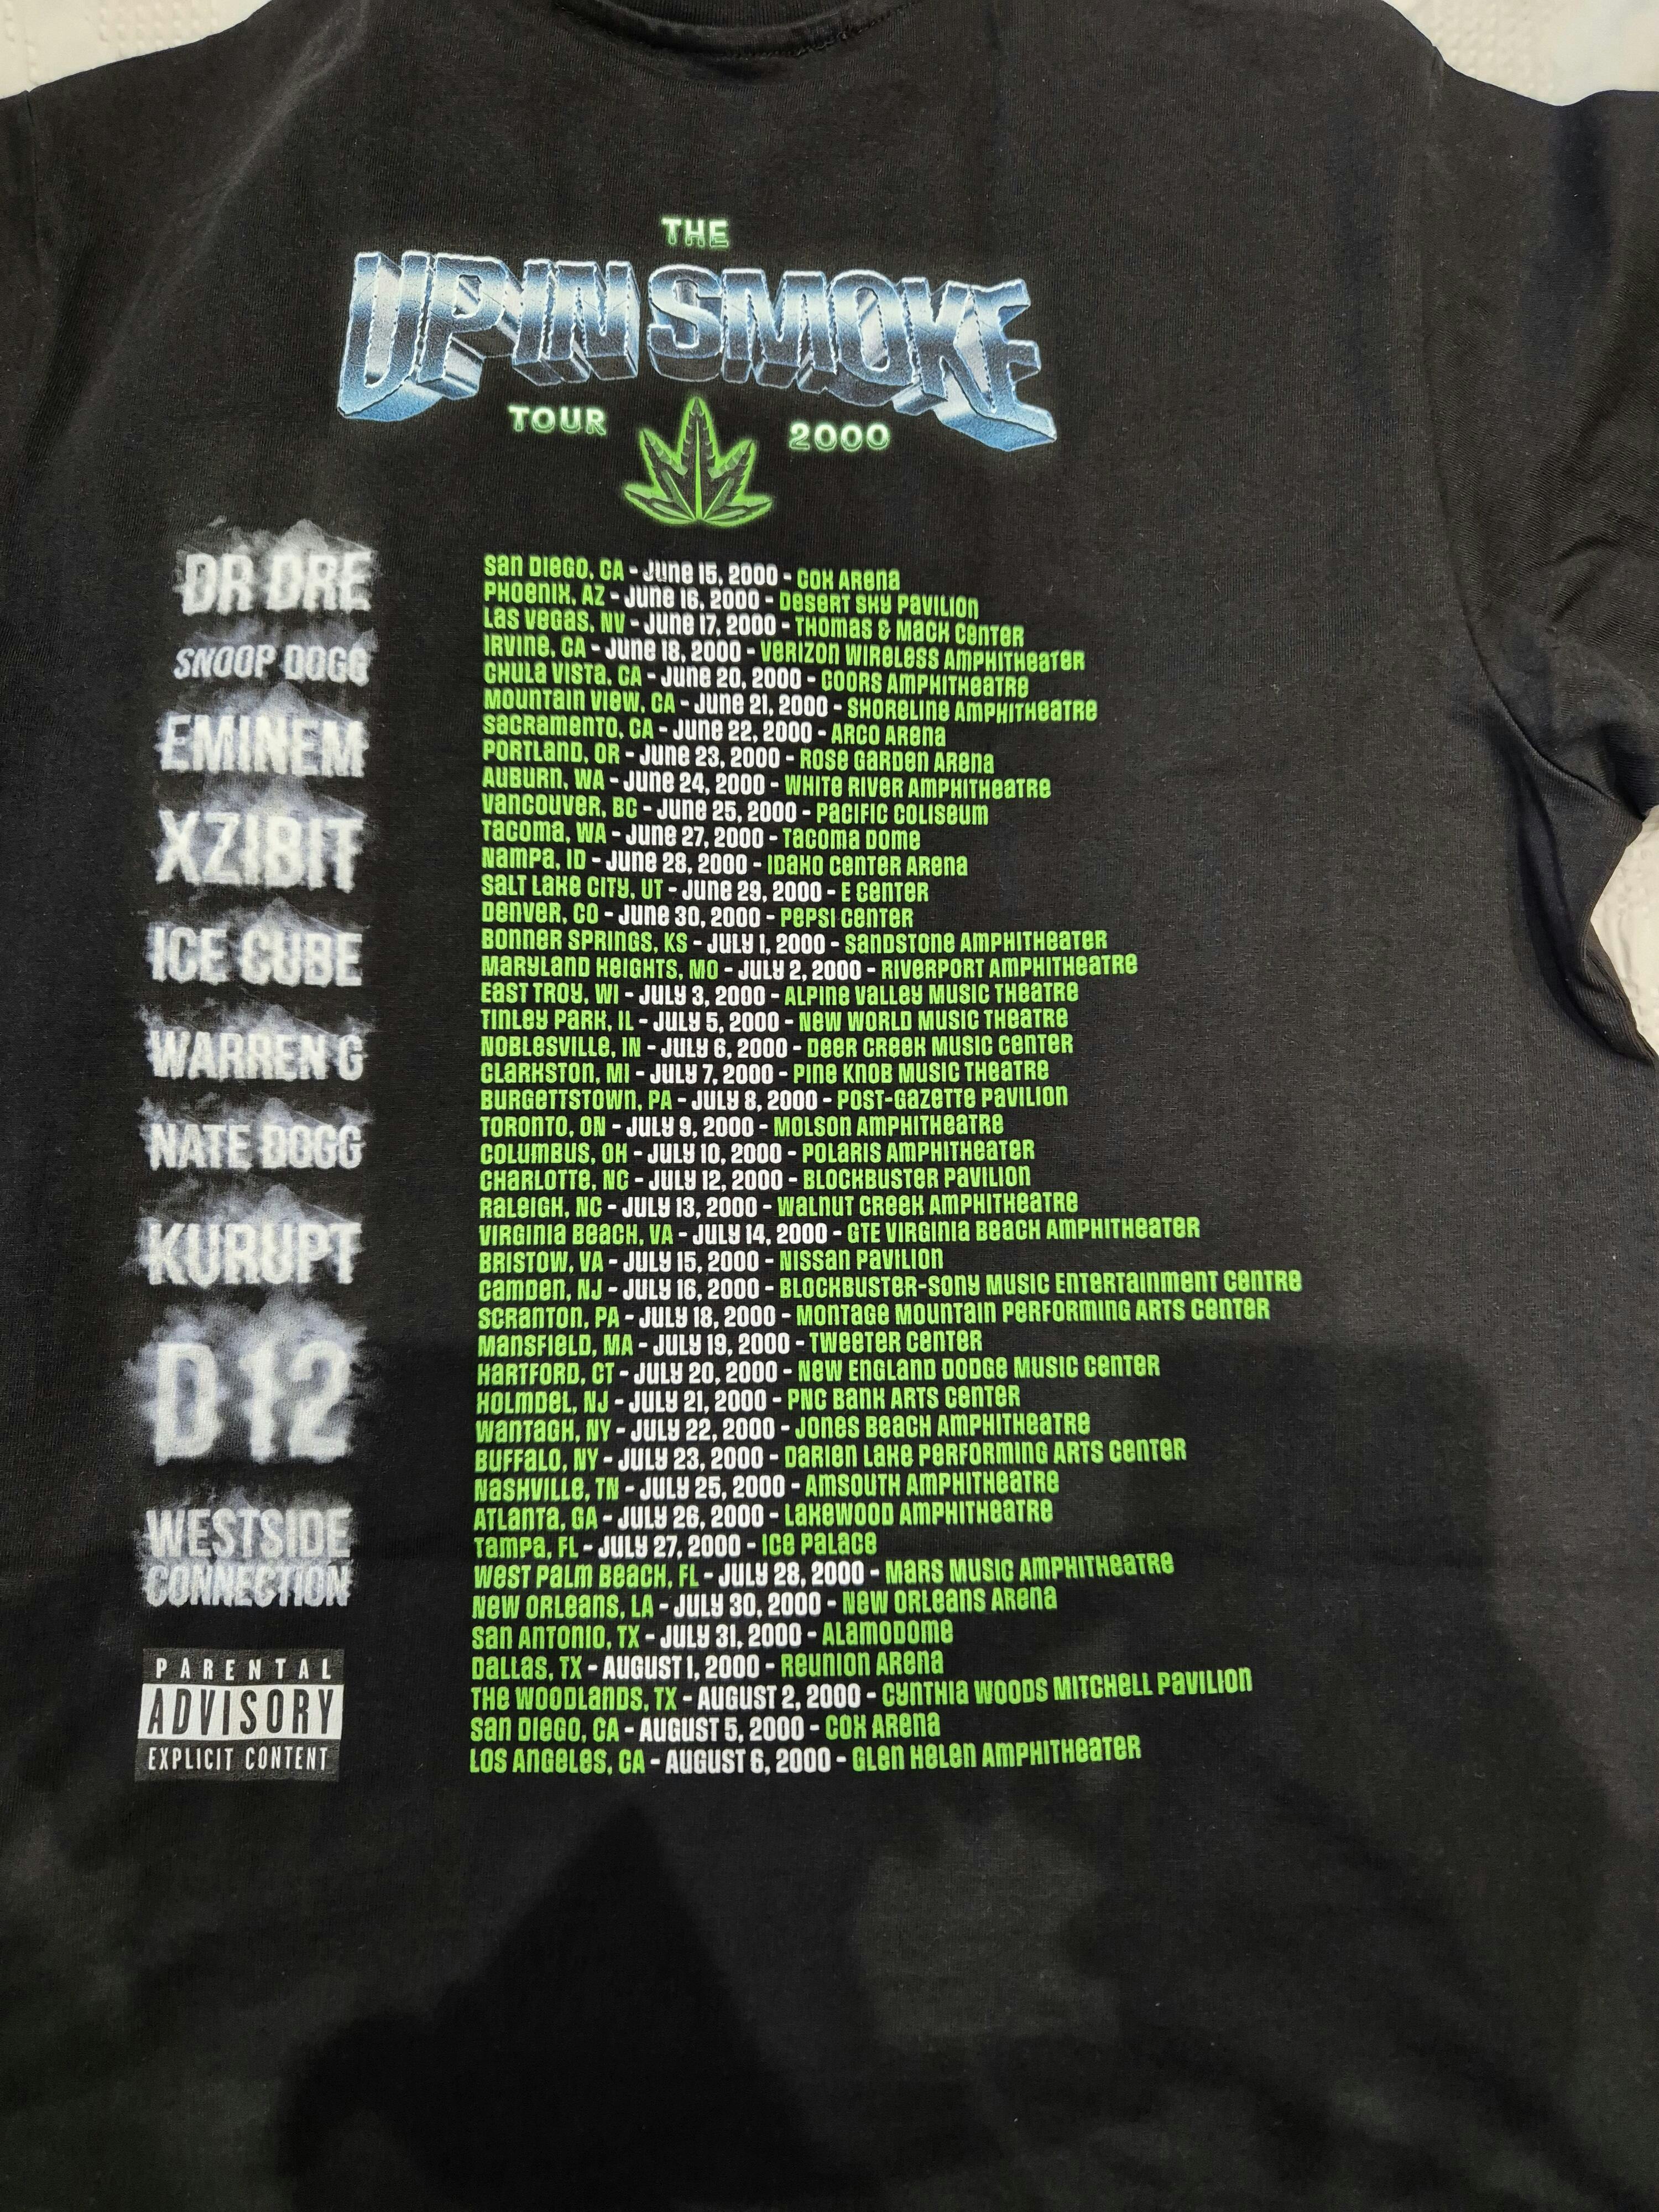 THE
UP IN SMOKE
TOUR 2000
DR DRE
SNOOP DOGG
EMINEM
XZIBIT
ICE CUBE
WARREN G
NATE DOGG
KURUPT
D12
WESTSIDE
CONNECTION
PARENTAL
ADVISORY
EXPLICIT CONTENT
SAN DIEGO, CA - JUNE 15, 2000 - COX ARENA
PHOENIX, AZ - JUNE 16, 2000 - DESERT SKY PAVILION
LAS VEGAS, NV - JUNE 17, 2000 - THOMAS & MACK CENTER
IRVINE, CA - JUNE 18, 2000 - VERIZON WIRELESS AMPHITHEATER
CHULA VISTA, CA - JUNE 20, 2000 - COORS AMPHITHEATRE
MOUNTAIN VIEW, CA - JUNE 21, 2000 - SHORELINE AMPHITHEATRE
SACRAMENTO, CA - JUNE 22, 2000 - ARCO ARENA
PORTLAND, OR - JUNE 23, 2000 - ROSE GARDEN ARENA
AUBURN, WA - JUNE 24, 2000 - WHITE RIVER AMPHITHEATRE
VANCOUVER, BC - JUNE 25, 2000 - PACIFIC COLISEUM
TACOMA, WA - JUNE 27, 2000 - TACOMA DOME
NAMPA, ID - JUNE 28, 2000 - IDAHO CENTER ARENA
SALT LAKE CITY, UT - JUNE 29, 2000 - E CENTER
DENVER, CO - JUNE 30, 2000 - PEPSI CENTER
BONNER SPRINGS, KS - JULY 1, 2000 - SANDSTONE AMPHITHEATER
MARYLAND HEIGHTS, MO - JULY 2, 2000 - RIVERPORT AMPHITHEATRE
EAST TROY, WI - JULY 3, 2000 - ALPINE VALLEY MUSIC THEATRE
TINLEY PARK, IL - JULY 5, 2000 - NEW WORLD MUSIC THEATRE
NOBLESVILLE, IN - JULY 6, 2000 - DEER CREEK MUSIC CENTER
CLARKSTON, MI - JULY 7, 2000 - PINE KNOB MUSIC THEATRE
BURGETTSTOWN, PA - JULY 8, 2000 - POST-GAZETTE PAVILION
TORONTO, ON - JULY 9, 2000 - MOLSON AMPHITHEATRE
COLUMBUS, OH - JULY 10, 2000 - POLARIS AMPHITHEATER
CHARLOTTE, NC - JULY 12, 2000 - BLOCKBUSTER PAVILION
RALEIGH, NC - JULY 13, 2000 - WALNUT CREEK AMPHITHEATRE
VIRGINIA BEACH, VA - JULY 14, 2000 - GTE VIRGINIA BEACH AMPHITHEATER
BRISTOW, VA - JULY 15, 2000 - NISSAN PAVILION
CAMDEN, NJ - JULY 16, 2000 - BLOCKBUSTER-SONY MUSIC ENTERTAINMENT CENTRE
SCRANTON, PA - JULY 18, 2000 - MONTAGE MOUNTAIN PERFORMING ARTS CENTER
MANSFIELD, MA - JULY 19, 2000 - TWEETER CENTER
HARTFORD, CT - JULY 20, 2000 - NEW ENGLAND DODGE MUSIC CENTER
HOLMDEL, NJ - JULY 21, 2000 - PNC BANK ARTS CENTER
WANTAGH, NY - JULY 22, 2000 - JONES BEACH AMPHITHEATRE
BUFFALO, NY - JULY 23, 2000 - DARIEN LAKE PERFORMING ARTS CENTER
NASHVILLE, TN - JULY 25, 2000 - AMSOUTH AMPHITHEATRE
ATLANTA, GA - JULY 26, 2000 - LAKEWOOD AMPHITHEATRE
TAMPA, FL - JULY 27, 2000 - ICE PALACE
WEST PALM BEACH, FL - JULY 28, 2000 - MARS MUSIC AMPHITHEATRE
NEW ORLEANS, LA - JULY 30, 2000 - NEW ORLEANS ARENA
SAN ANTONIO, TX - JULY 31, 2000 - ALAMODOME
DALLAS, TX - AUGUST 1, 2000 - REUNION ARENA
THE WOODLANDS, TX - AUGUST 2, 2000 - CYNTHIA WOODS MITCHELL PAVILION
SAN DIEGO, CA - AUGUST 5, 2000 - COX ARENA
LOS ANGELES, CA - AUGUST 6, 2000 - GLEN HELEN AMPHITHEATER